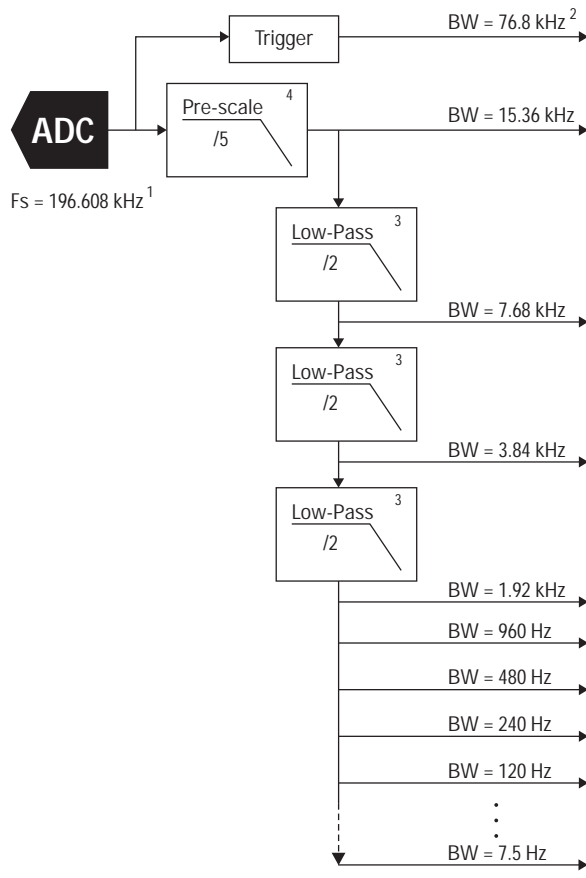 BW = 76.8 kHz 2
Trigger
ADC
Pre-scale 4
/5
BW = 15.36 kHz
Fs = 196.608 kHz 1
Low-Pass 3
/2
BW = 7.68 kHz
Low-Pass 3
/2
BW = 3.84 kHz
Low-Pass 3
/2
BW = 1.92 kHz
BW = 960 Hz
BW = 480 Hz
BW = 240 Hz
BW = 120 Hz
BW = 7.5 Hz